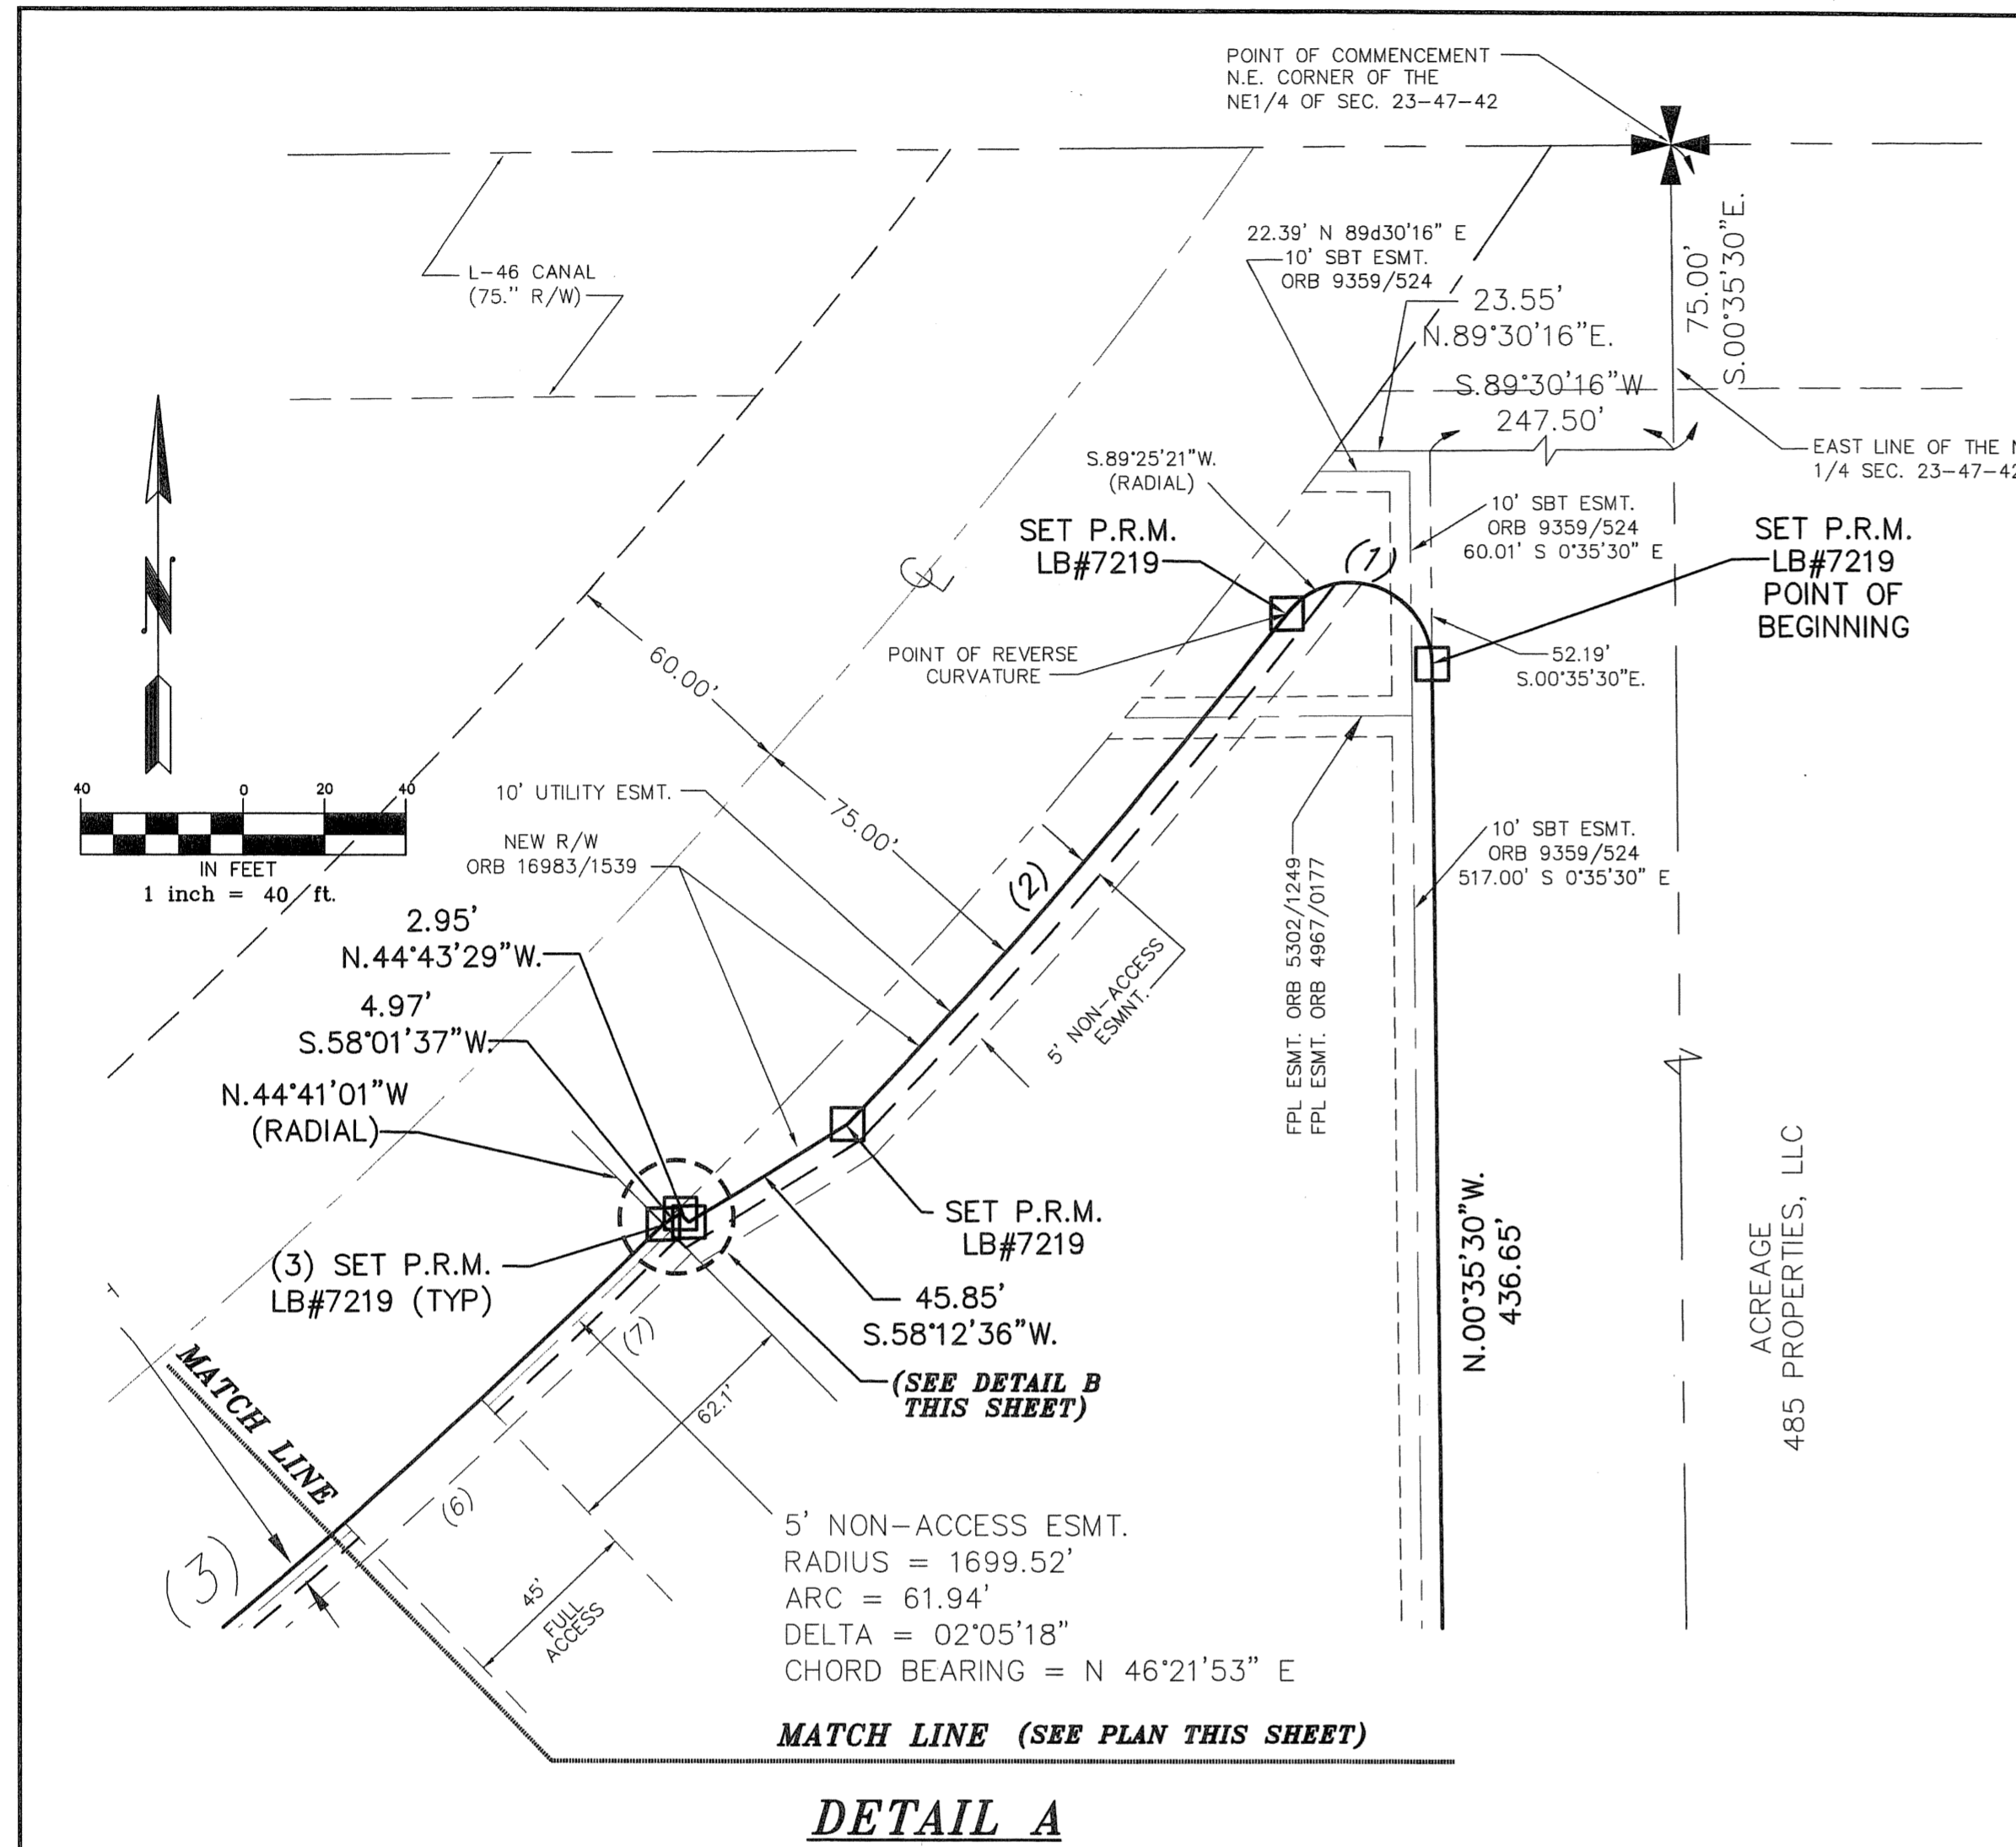 POINT OF COMMENCEMENT
N.E. CORNER OF THE
NE1/4 OF SEC. 23-47-42
75.00'
S.00°35'30"E.
22.39' N 89d30'16" E
10' SBT ESMT.
ORB 9359/524
L-46 CANAL
(75." R/W)
23.55'
N.89°30'16"E.
S.89°30'16"W
247.50'
EAST LINE OF THE
1/4 SEC. 23-47-42
S.89°25'21"W.
(RADIAL)
10' SBT ESMT.
ORB 9359/524
60.01' S 0°35'30" E
SET P.R.M.
LB#7219
(1)
SET P.R.M.
LB#7219
POINT OF
BEGINNING
N
CL
POINT OF REVERSE
CURVATURE
52.19'
S.00°35'30"E.
60.00'
75.00'
40 0 20 40
IN FEET
1 inch = 40 ft.
10' UTILITY ESMT.
NEW R/W
ORB 16983/1539
(2)
10' SBT ESMT.
ORB 9359/524
517.00' S 0°35'30" E
FPL ESMT. ORB 5302/1249
FPL ESMT. ORB 4967/0177
5' NON-ACCESS
ESMNT.
2.95'
N.44°43'29"W.
4.97'
S.58°01'37"W.
N.44°41'01"W
(RADIAL)
SET P.R.M.
LB#7219
(3) SET P.R.M.
LB#7219 (TYP)
45.85'
S.58°12'36"W.
(SEE DETAIL B
THIS SHEET)
N.00°35'30"W.
436.65'
ACREAGE
485 PROPERTIES, LLC
MATCH LINE
(7)
62.1'
(6)
(3)
45'
FULL
ACCESS
5' NON-ACCESS ESMT.
RADIUS = 1699.52'
ARC = 61.94'
DELTA = 02°05'18"
CHORD BEARING = N 46°21'53" E
MATCH LINE (SEE PLAN THIS SHEET)
DETAIL A